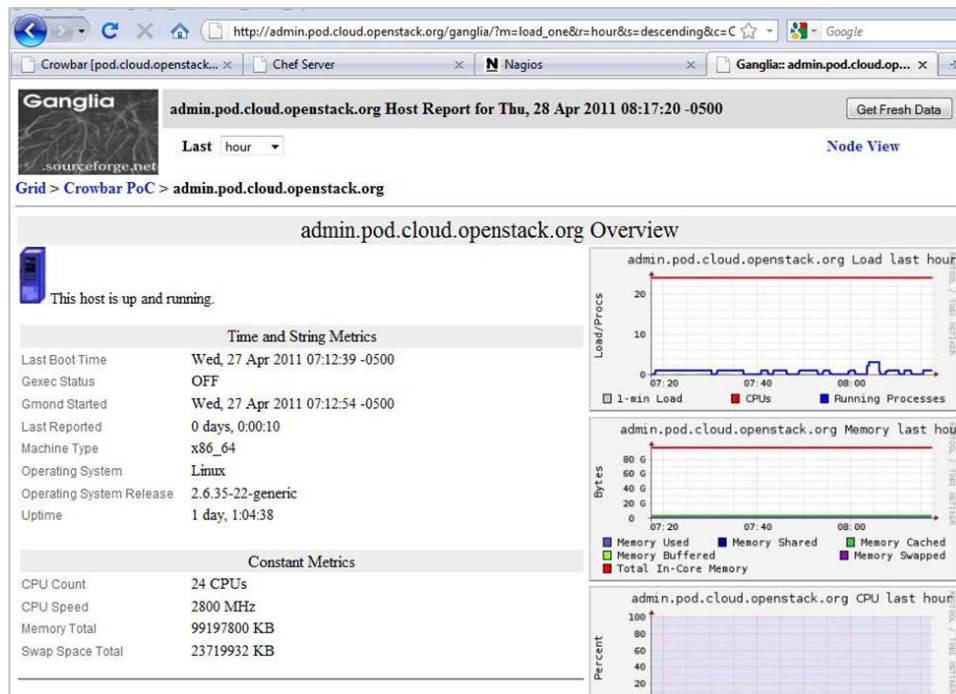 http://admin.pod.cloud.openstack.org/ganglia/?m=load_one&r=hour&s=descending&c=C
Google
Crowbar [pod.cloud.openstack... ×
Chef Server ×
N Nagios ×
Ganglia:: admin.pod.cloud.op... ×
Ganglia
.sourceforge.net
admin.pod.cloud.openstack.org Host Report for Thu, 28 Apr 2011 08:17:20 -0500
Get Fresh Data
Last hour
Node View
Grid > Crowbar PoC > admin.pod.cloud.openstack.org
admin.pod.cloud.openstack.org Overview
This host is up and running.
Time and String Metrics
Last Boot Time Wed, 27 Apr 2011 07:12:39 -0500
Gexec Status OFF
Gmond Started Wed, 27 Apr 2011 07:12:54 -0500
Last Reported 0 days, 0:00:10
Machine Type x86_64
Operating System Linux
Operating System Release 2.6.35-22-generic
Uptime 1 day, 1:04:38
Constant Metrics
CPU Count 24 CPUs
CPU Speed 2800 MHz
Memory Total 99197800 KB
Swap Space Total 23719932 KB
admin.pod.cloud.openstack.org Load last hour
Load/Procs
20
10
0
07:20 07:40 08:00
1-min Load CPUs Running Processes
admin.pod.cloud.openstack.org Memory last hou
Bytes
80 G
60 G
40 G
20 G
0
07:20 07:40 08:00
Memory Used Memory Shared Memory Cached
Memory Buffered Memory Swapped
Total In-Core Memory
admin.pod.cloud.openstack.org CPU last hour
Percent
100
80
60
40
20